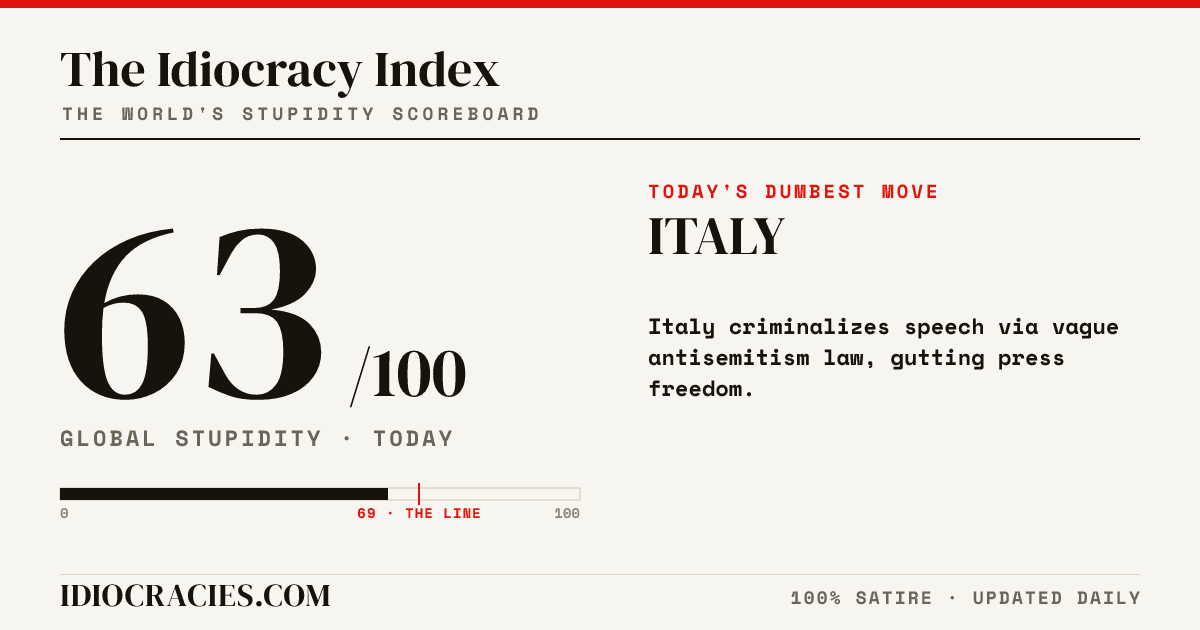 The Idiocracy Index
THE WORLD'S STUPIDITY SCOREBOARD
63 /100
GLOBAL STUPIDITY · TODAY
0
69 · THE LINE
100
TODAY'S DUMBEST MOVE
ITALY
Italy criminalizes speech via vague
antisemitism law, gutting press
freedom.
IDIOCRACIES.COM
100% SATIRE · UPDATED DAILY